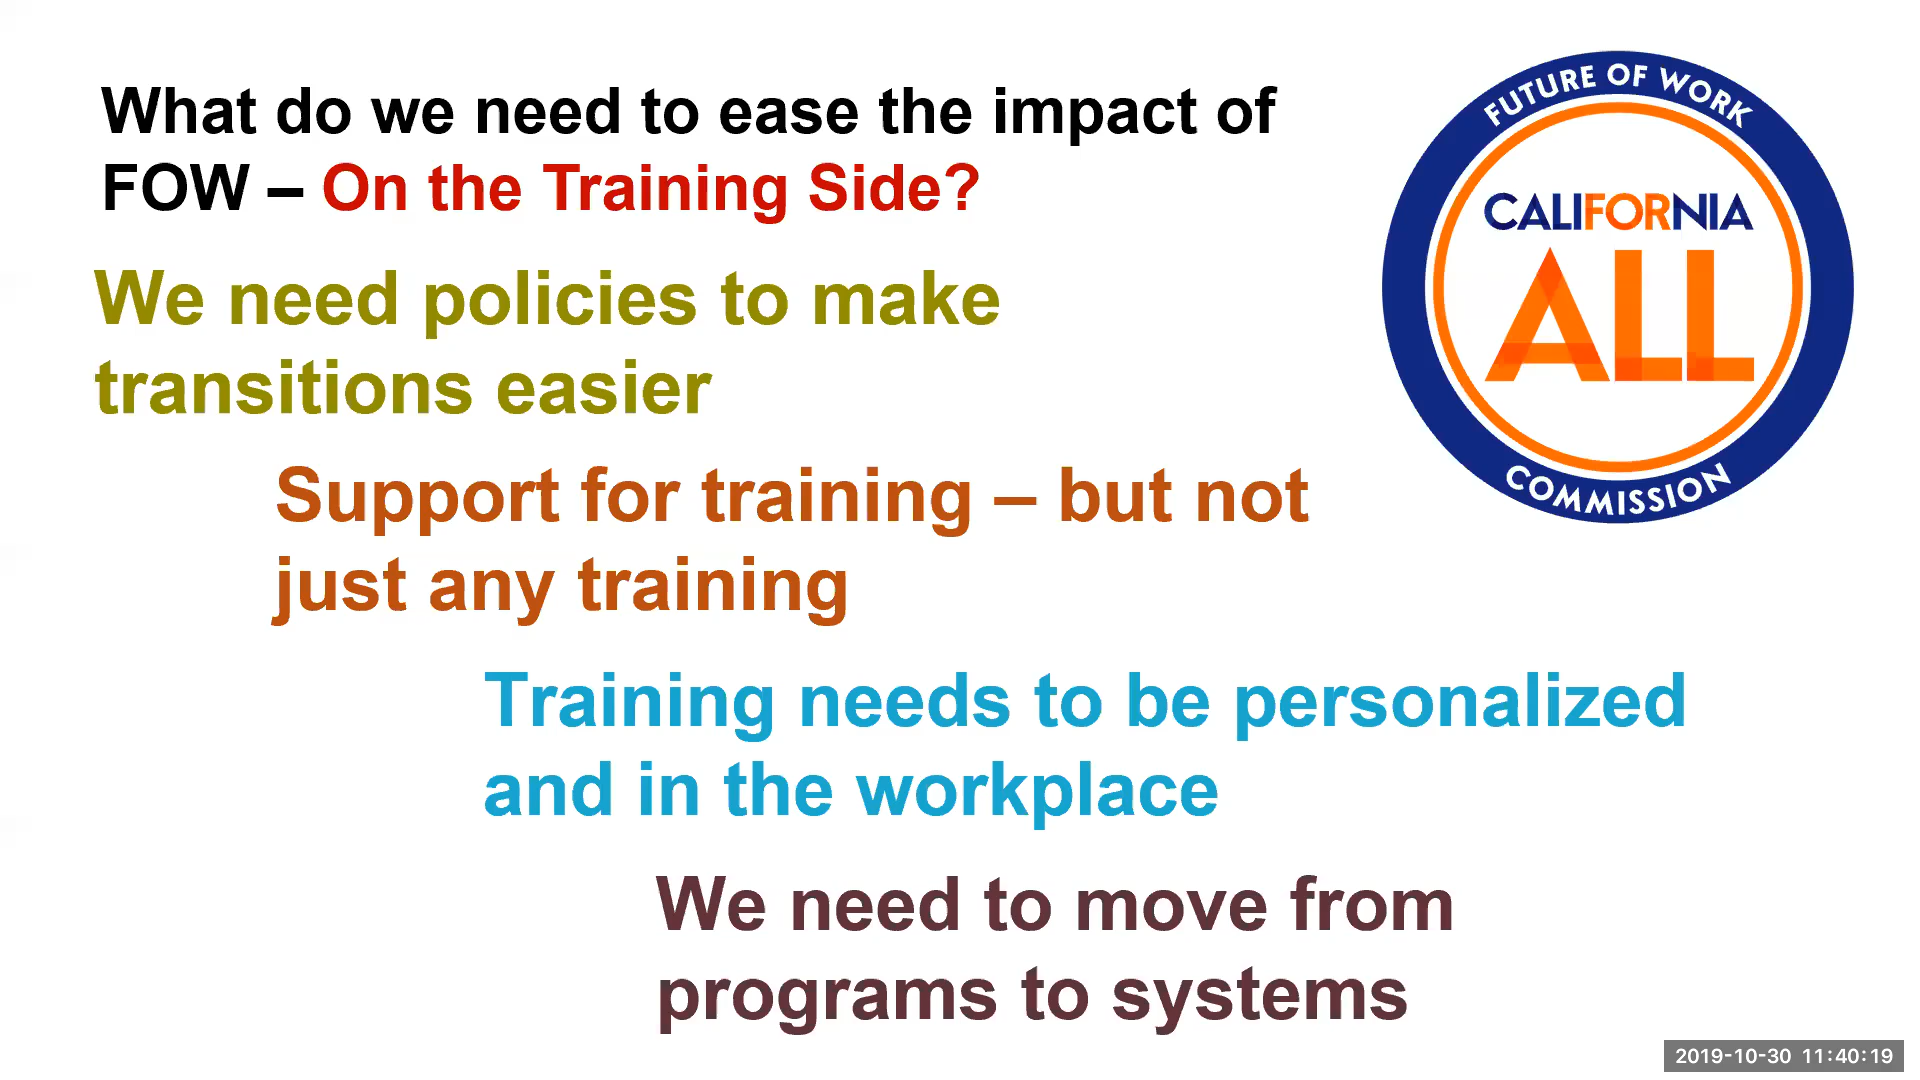 What do we need to ease the impact of
FOW – On the Training Side?
We need policies to make
transitions easier
Support for training – but not
just any training
Training needs to be personalized
and in the workplace
We need to move from
programs to systems
FUTURE OF WORK
CALIFORNIA
ALL
COMMISSION
2019-10-30 11:40:19